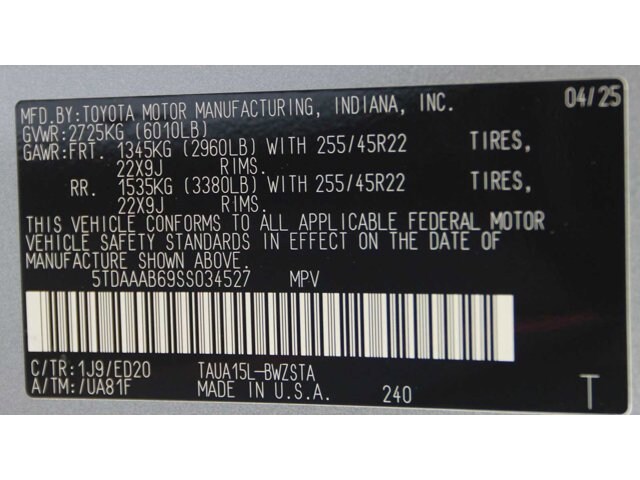 MFD.BY:TOYOTA MOTOR MANUFACTURING, INDIANA, INC. 04/25
GVWR:2725KG (6010LB)
GAWR:FRT. 1345KG (2960LB) WITH 255/45R22 TIRES,
22X9J RIMS.
RR. 1535KG (3380LB) WITH 255/45R22 TIRES,
22X9J RIMS.
THIS VEHICLE CONFORMS TO ALL APPLICABLE FEDERAL MOTOR
VEHICLE SAFETY STANDARDS IN EFFECT ON THE DATE OF
MANUFACTURE SHOWN ABOVE.
5TDAAAB69SS034527 MPV
C/TR:1J9/ED20 TAUA15L-BWZSTA
A/TM:/UA81F MADE IN U.S.A. 240 T